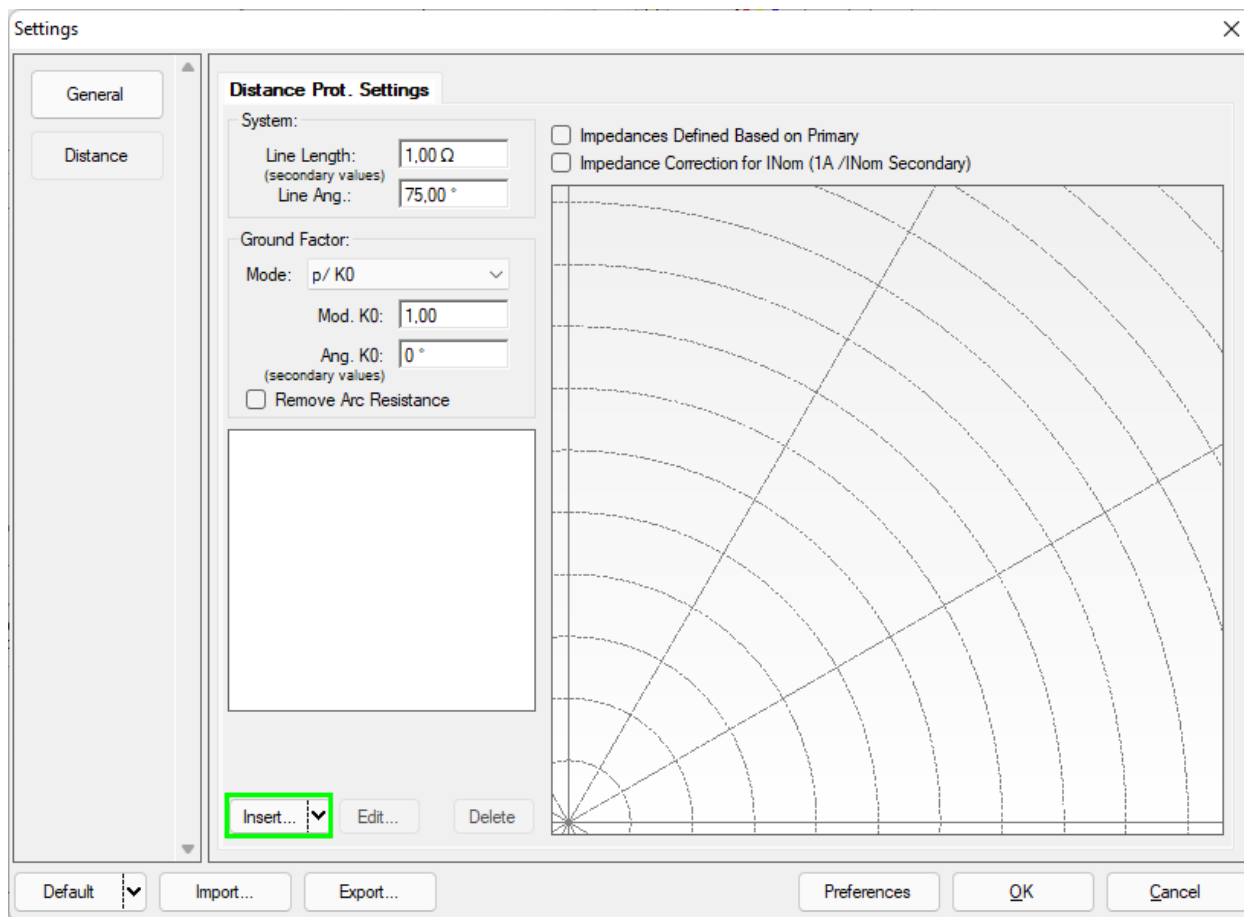 Settings
General
Distance
Distance Prot. Settings
System:
Line Length: 1,00 Ω
(secondary values)
Line Ang.: 75,00 °
Impedances Defined Based on Primary
Impedance Correction for INom (1A /INom Secondary)
Ground Factor:
Mode: p/ K0
Mod. K0: 1,00
Ang. K0: 0 °
(secondary values)
Remove Arc Resistance
Insert... Edit... Delete
Default Import... Export... Preferences OK Cancel